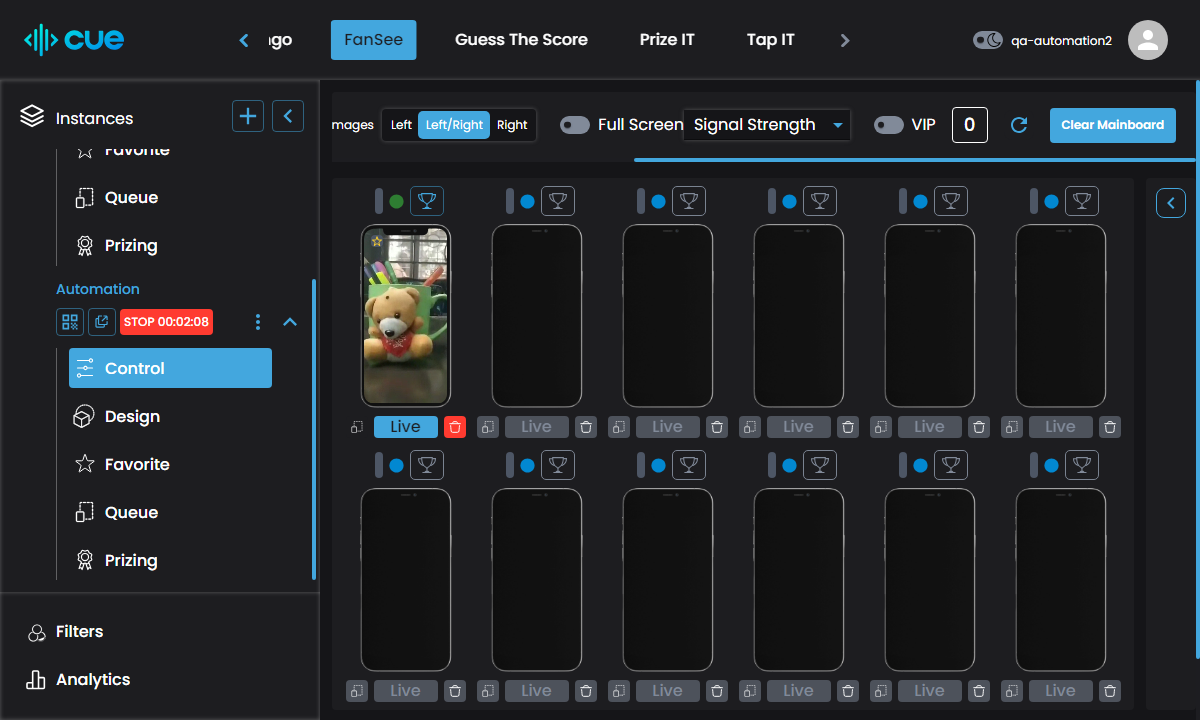 cue
ngo
FanSee
Guess The Score
Prize IT
Tap IT
qa-automation2
Instances
Favorite
Queue
Prizing
Automation
STOP 00:02:08
Control
Design
Favorite
Queue
Prizing
Filters
Analytics
mages
Left
Left/Right
Right
Full Screen
Signal Strength
VIP
0
Clear Mainboard
Live
Live
Live
Live
Live
Live
Live
Live
Live
Live
Live
Live